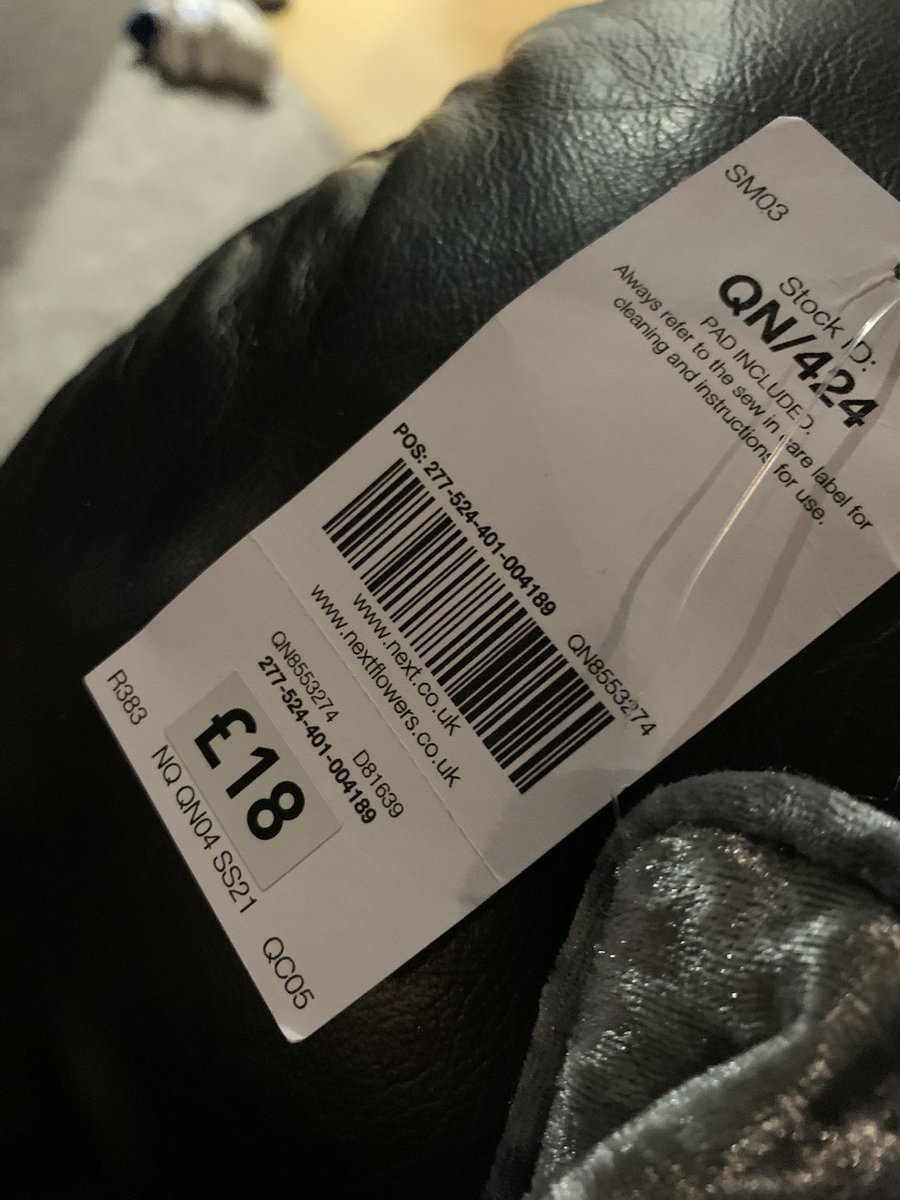 SM03
Stock ID:
QN/424
PAD INCLUDED.
Always refer to the sew in care label for
cleaning and instructions for use.
QN8553274
POS: 277-524-401-004189
www.next.co.uk
www.nextflowers.co.uk
D81639
QN8553274
277-524-401-004189
£18
R383 NQ QN04 SS21 QC05